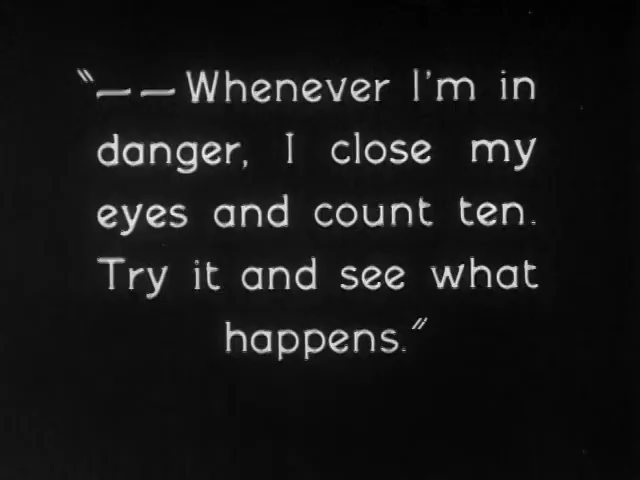 "——Whenever I'm in
danger, I close my
eyes and count ten.
Try it and see what
happens."